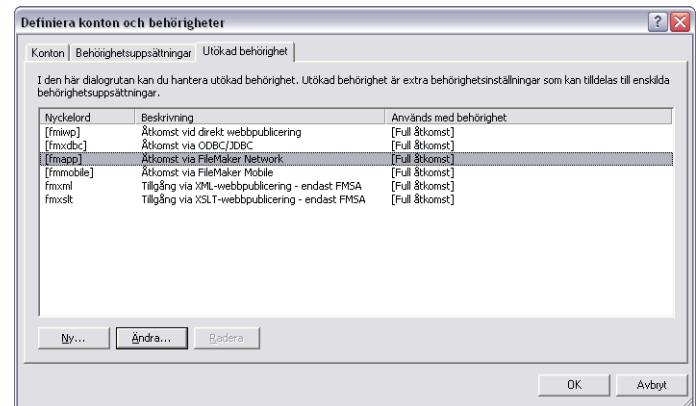 Definiera konton och behörigheter
Konton Behörighetsuppsättningar Utökad behörighet
I den här dialogrutan kan du hantera utökad behörighet. Utökad behörighet är extra behörighetsinställningar som kan tilldelas till enskilda
behörighetsuppsättningar.
Nyckelord Beskrivning Används med behörighet
[fmiwp] Åtkomst vid direkt webbpublicering [Full åtkomst]
[fmxdbc] Åtkomst via ODBC/JDBC [Full åtkomst]
[fmapp] Åtkomst via FileMaker Network [Full åtkomst]
[fmmobile] Åtkomst via FileMaker Mobile [Full åtkomst]
fmxml Tillgång via XML-webbpublicering - endast FMSA [Full åtkomst]
fmxslt Tillgång via XSLT-webbpublicering - endast FMSA [Full åtkomst]
Ny... Ändra... Radera
OK Avbryt